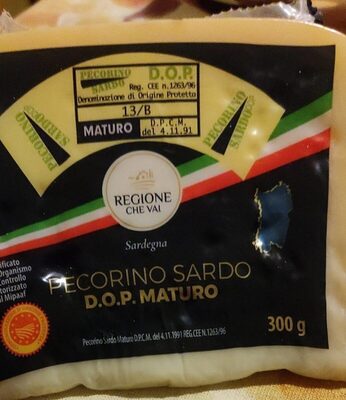 PECORINO
SARDO
D.O.P.
Reg. CEE n.1263/96
Denominazione di Origine Protetta
13/B
MATURO
D.P.C.M.
del 4.11.91
PECORINO
SARDO
PECORINO
SARDO
REGIONE
CHE VAI
Sardegna
PECORINO SARDO
D.O.P. MATURO
300 g
Pecorino Sardo Maturo D.P.C.M. del 4.11.1991 REG.CEE N.1263/96